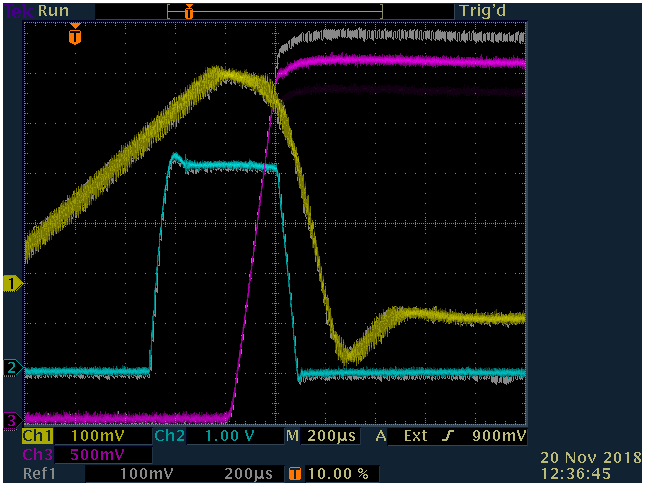 Tek Run Trig'd
T
T
1
2
3
Ch1 100mV Ch2 1.00 V M 200µs A Ext 900mV
Ch3 500mV
Ref1 100mV 200µs T 10.00 %
20 Nov 2018
12:36:45